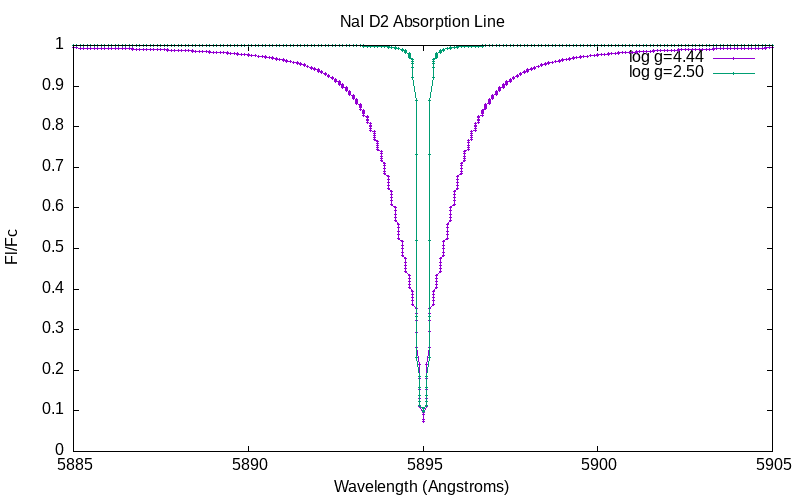 NaI D2 Absorption Line
log g=4.44
log g=2.50
1
0.9
0.8
0.7
0.6
0.5
0.4
0.3
0.2
0.1
0
Fl/Fc
5885 5890 5895 5900 5905
Wavelength (Angstroms)